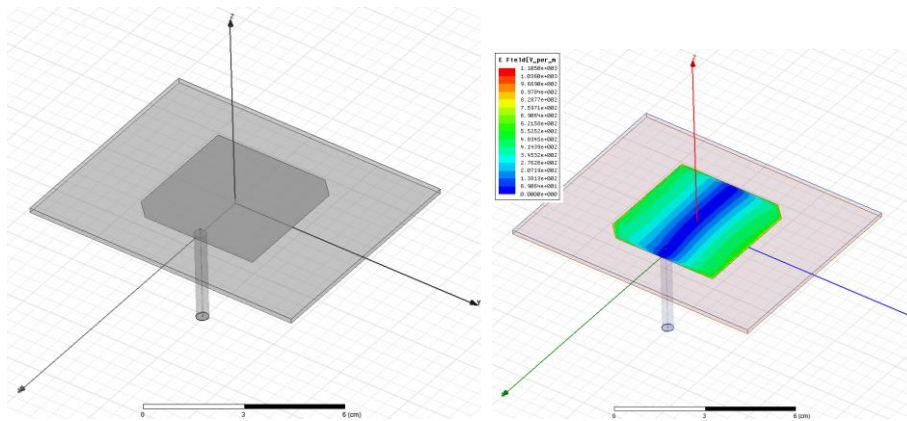 Z
Y
0 3 6 (cm)
E Field[V_per_m
1.1050e+003
1.0360e+003
9.6690e+002
8.9784e+002
8.2877e+002
7.5971e+002
6.9064e+002
6.2158e+002
5.5252e+002
4.8345e+002
4.1439e+002
3.4532e+002
2.7626e+002
2.0719e+002
1.3813e+002
6.9064e+001
0.0000e+000
0 3 6 (cm)